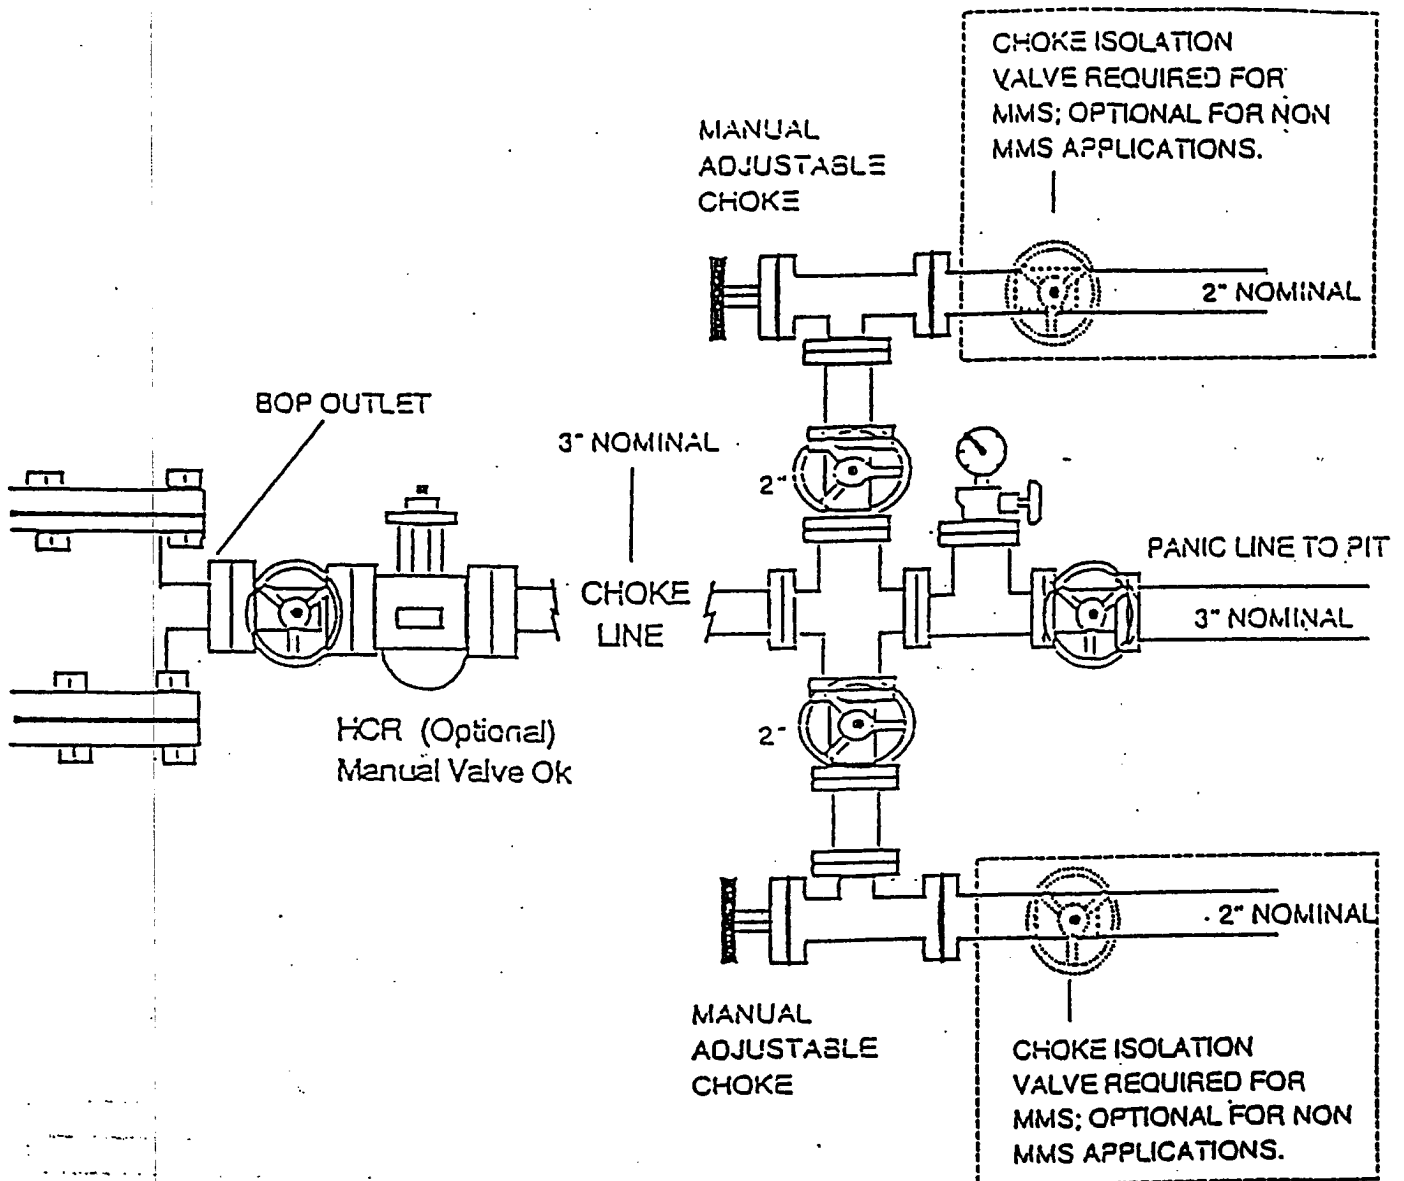 CHOKE ISOLATION
VALVE REQUIRED FOR
MMS; OPTIONAL FOR NON
MMS APPLICATIONS.
MANUAL
ADJUSTABLE
CHOKE
2" NOMINAL
BOP OUTLET
3" NOMINAL
2"
PANIC LINE TO PIT
CHOKE
LINE
3" NOMINAL
HCR (Optional)
Manual Valve Ok
2"
2" NOMINAL
MANUAL
ADJUSTABLE
CHOKE
CHOKE ISOLATION
VALVE REQUIRED FOR
MMS; OPTIONAL FOR NON
MMS APPLICATIONS.